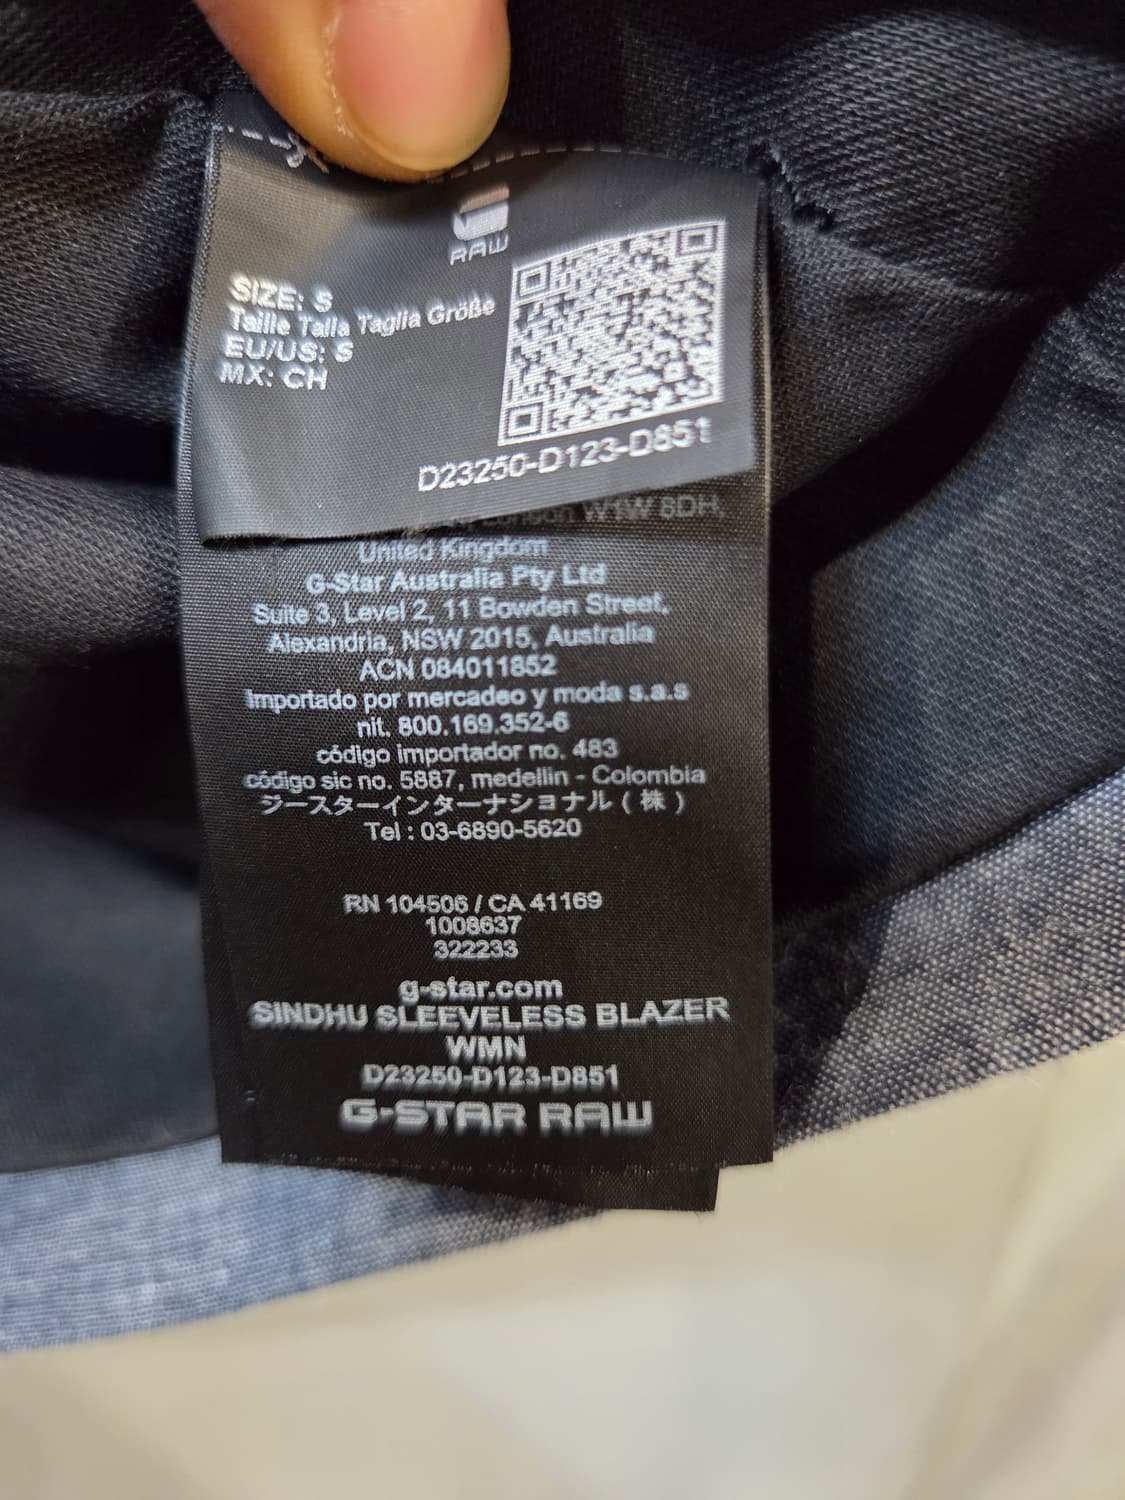 RAW
SIZE: S
Taille Talla Taglia Größe
EU/US: S
MX: CH
D23250-D123-D851
London W1W 8DH,
United Kingdom
G-Star Australia Pty Ltd
Suite 3, Level 2, 11 Bowden Street,
Alexandria, NSW 2015, Australia
ACN 084011852
Importado por mercadeo y moda s.a.s
nit. 800.169.352-6
código importador no. 483
código sic no. 5887, medellin - Colombia
ジースターインターナショナル ( 株 )
Tel : 03-6890-5620
RN 104506 / CA 41169
1008637
322233
g-star.com
SINDHU SLEEVELESS BLAZER
WMN
D23250-D123-D851
G-STAR RAW